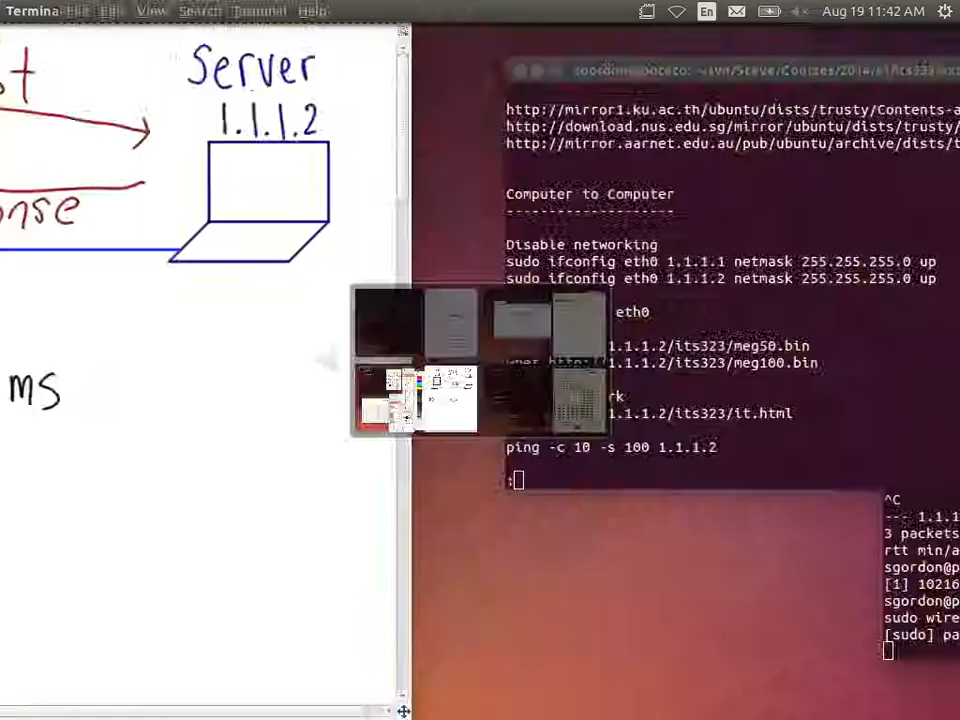 File Edit View Search Terminal Help
En
Aug 19 11:42 AM
st
Server
1.1.1.2
onse
ms
http://mirror1.ku.ac.th/ubuntu/dists/trusty/Contents-
http://download.nus.edu.sg/mirror/ubuntu/dists/trusty/
http://mirror.aarnet.edu.au/pub/ubuntu/archive/dists/t
Computer to Computer
--------------------
Disable networking
sudo ifconfig eth0 1.1.1.1 netmask 255.255.255.0 up
sudo ifconfig eth0 1.1.1.2 netmask 255.255.255.0 up
eth0
1.1.1.2/its323/meg50.bin
1.1.1.2/its323/meg100.bin
rk
1.1.1.2/its323/it.html
ping -c 10 -s 100 1.1.1.2
:
^C
--- 1.1.1
3 packets
rtt min/a
sgordon@p
[1] 10216
sgordon@p
sudo wire
[sudo] pa